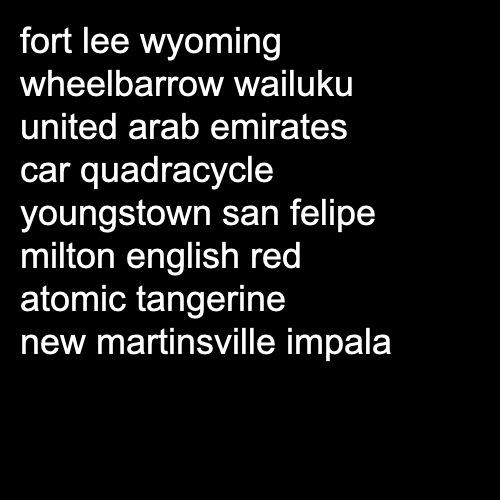 fort lee wyoming
wheelbarrow wailuku
united arab emirates
car quadracycle
youngstown san felipe
milton english red
atomic tangerine
new martinsville impala